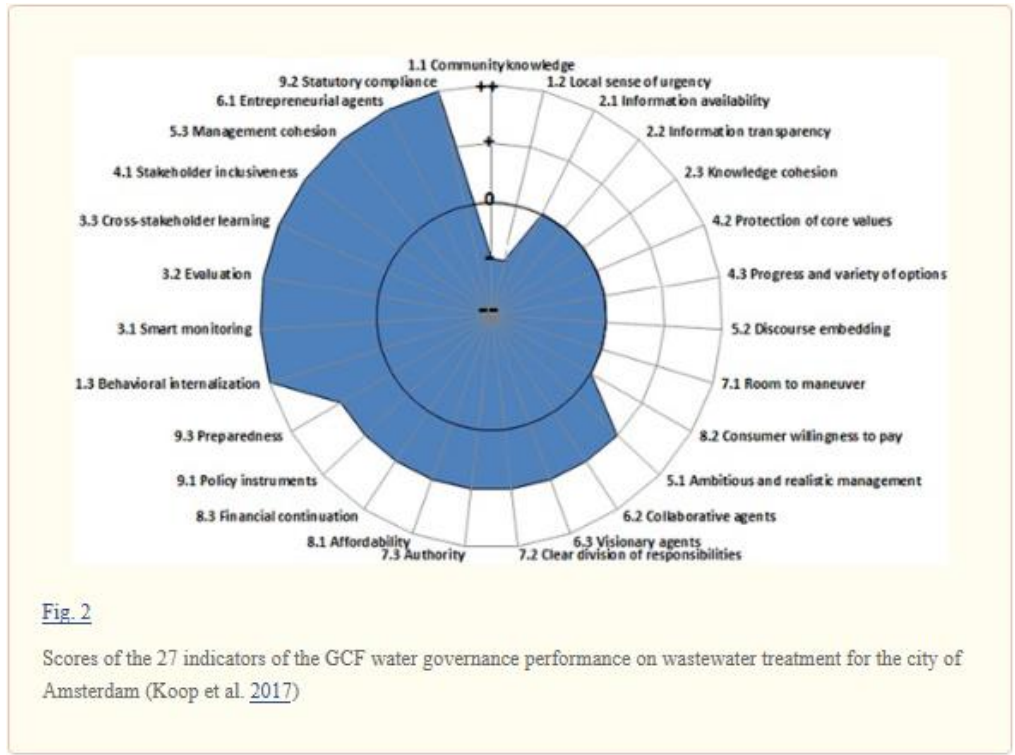 1.1 Community knowledge
9.2 Statutory compliance
++
1.2 Local sense of urgency
6.1 Entrepreneurial agents
2.1 Information availability
5.3 Management cohesion
+
2.2 Information transparency
4.1 Stakeholder inclusiveness
2.3 Knowledge cohesion
0
3.3 Cross-stakeholder learning
4.2 Protection of core values
-
3.2 Evaluation
4.3 Progress and variety of options
--
3.1 Smart monitoring
5.2 Discourse embedding
1.3 Behavioral internalization
7.1 Room to maneuver
9.3 Preparedness
8.2 Consumer willingness to pay
9.1 Policy instruments
5.1 Ambitious and realistic management
8.3 Financial continuation
6.2 Collaborative agents
8.1 Affordability
6.3 Visionary agents
7.3 Authority
7.2 Clear division of responsibilities
Fig. 2
Scores of the 27 indicators of the GCF water governance performance on wastewater treatment for the city of
Amsterdam (Koop et al. 2017)